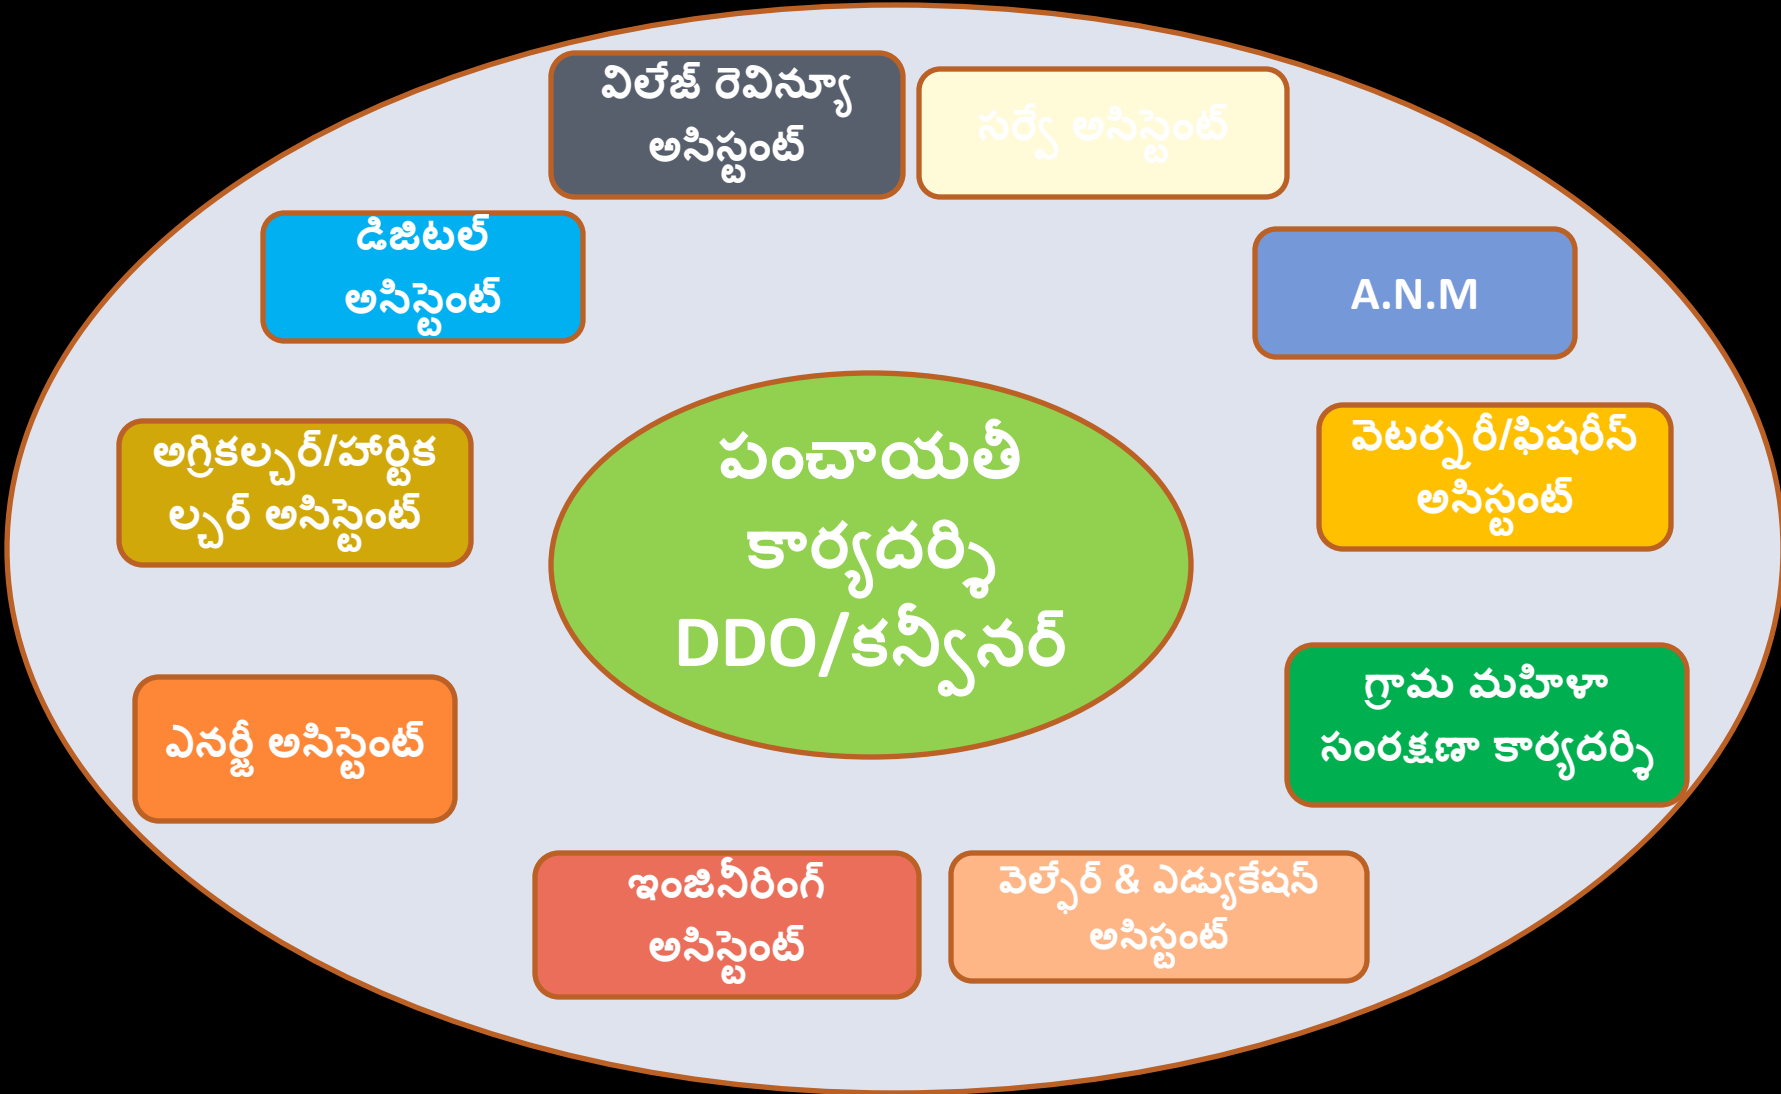 విలేజ్ రెవిన్యూ
అసిస్టంట్
సర్వే అసిస్టెంట్
డిజిటల్
అసిస్టెంట్
A.N.M
అగ్రికల్చర్/హార్టిక
ల్చర్ అసిస్టెంట్
పంచాయతీ
కార్యదర్శి
DDO/కన్వీనర్
వెటర్నరీ/ఫిషరీస్
అసిస్టంట్
ఎనర్జీ అసిస్టెంట్
గ్రామ మహిళా
సంరక్షణా కార్యదర్శి
ఇంజినీరింగ్
అసిస్టెంట్
వెల్ఫేర్ & ఎడ్యుకేషన్
అసిస్టంట్